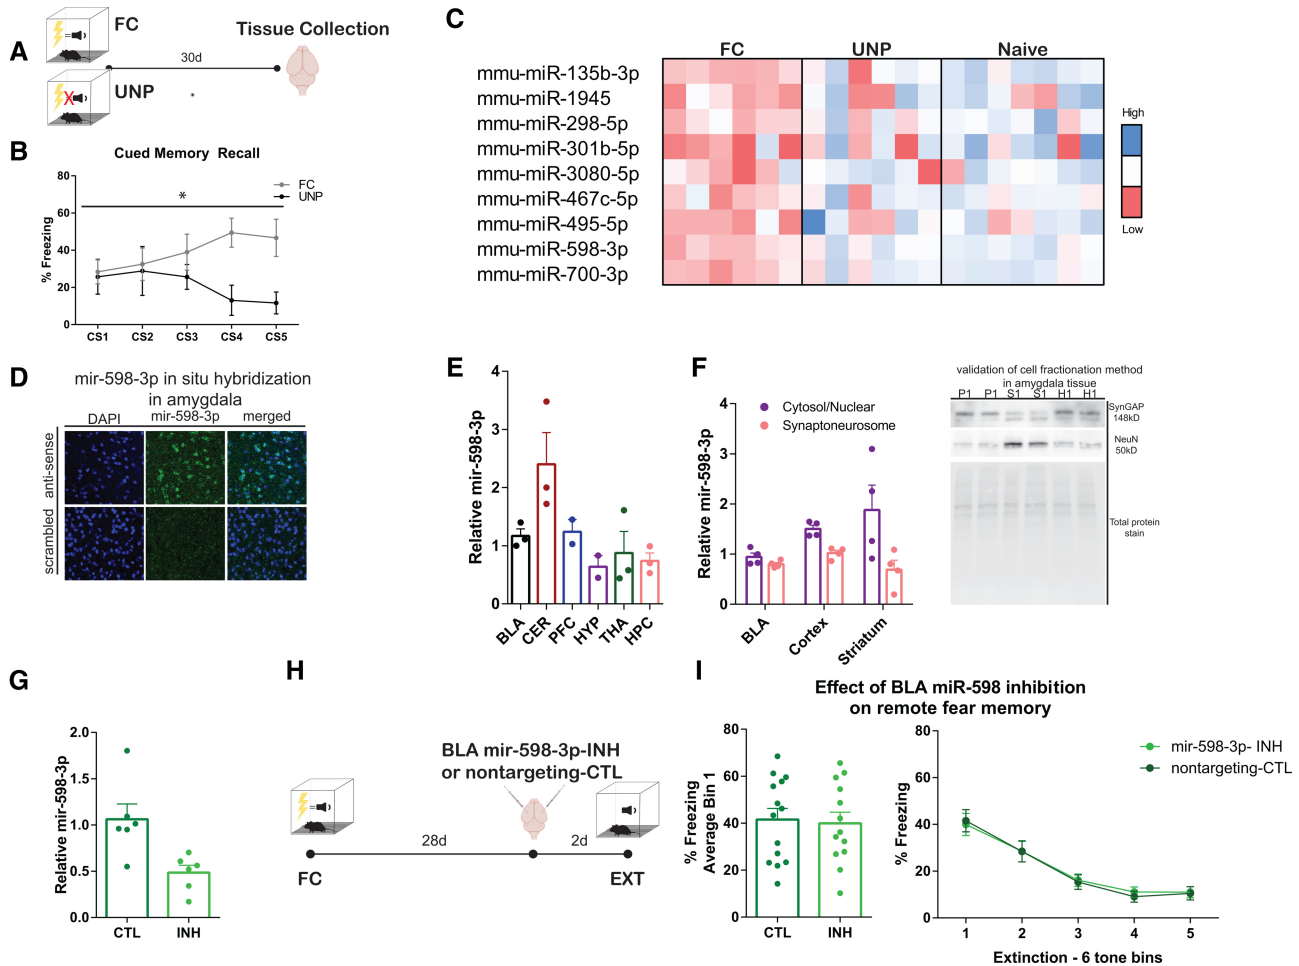 A
FC
UNP
30d
Tissue Collection
*
B
Cued Memory Recall
% Freezing
80
60
40
20
0
*
FC
UNP
CS1 CS2 CS3 CS4 CS5
C
FC UNP Naive
mmu-miR-135b-3p
mmu-miR-1945
mmu-miR-298-5p
mmu-miR-301b-5p
mmu-miR-3080-5p
mmu-miR-467c-5p
mmu-miR-495-5p
mmu-miR-598-3p
mmu-miR-700-3p
High
Low
D
mir-598-3p in situ hybridization
in amygdala
DAPI mir-598-3p merged
anti-sense
scrambled
E
Relative mir-598-3p
4
3
2
1
0
BLA CER PFC HYP THA HPC
F
Relative mir-598-3p
4
3
2
1
0
Cytosol/Nuclear
Synaptoneurosome
BLA Cortex Striatum
validation of cell fractionation method
in amygdala tissue
P1 P1 S1 S1 H1 H1
SynGAP
148kD
NeuN
50kD
Total protein
stain
G
Relative mir-598-3p
2.0
1.5
1.0
0.5
0.0
CTL INH
H
BLA mir-598-3p-INH
or nontargeting-CTL
28d 2d
FC EXT
I
Effect of BLA miR-598 inhibition
on remote fear memory
% Freezing
Average Bin 1
80
60
40
20
0
CTL INH
% Freezing
80
60
40
20
0
mir-598-3p- INH
nontargeting-CTL
1 2 3 4 5
Extinction - 6 tone bins